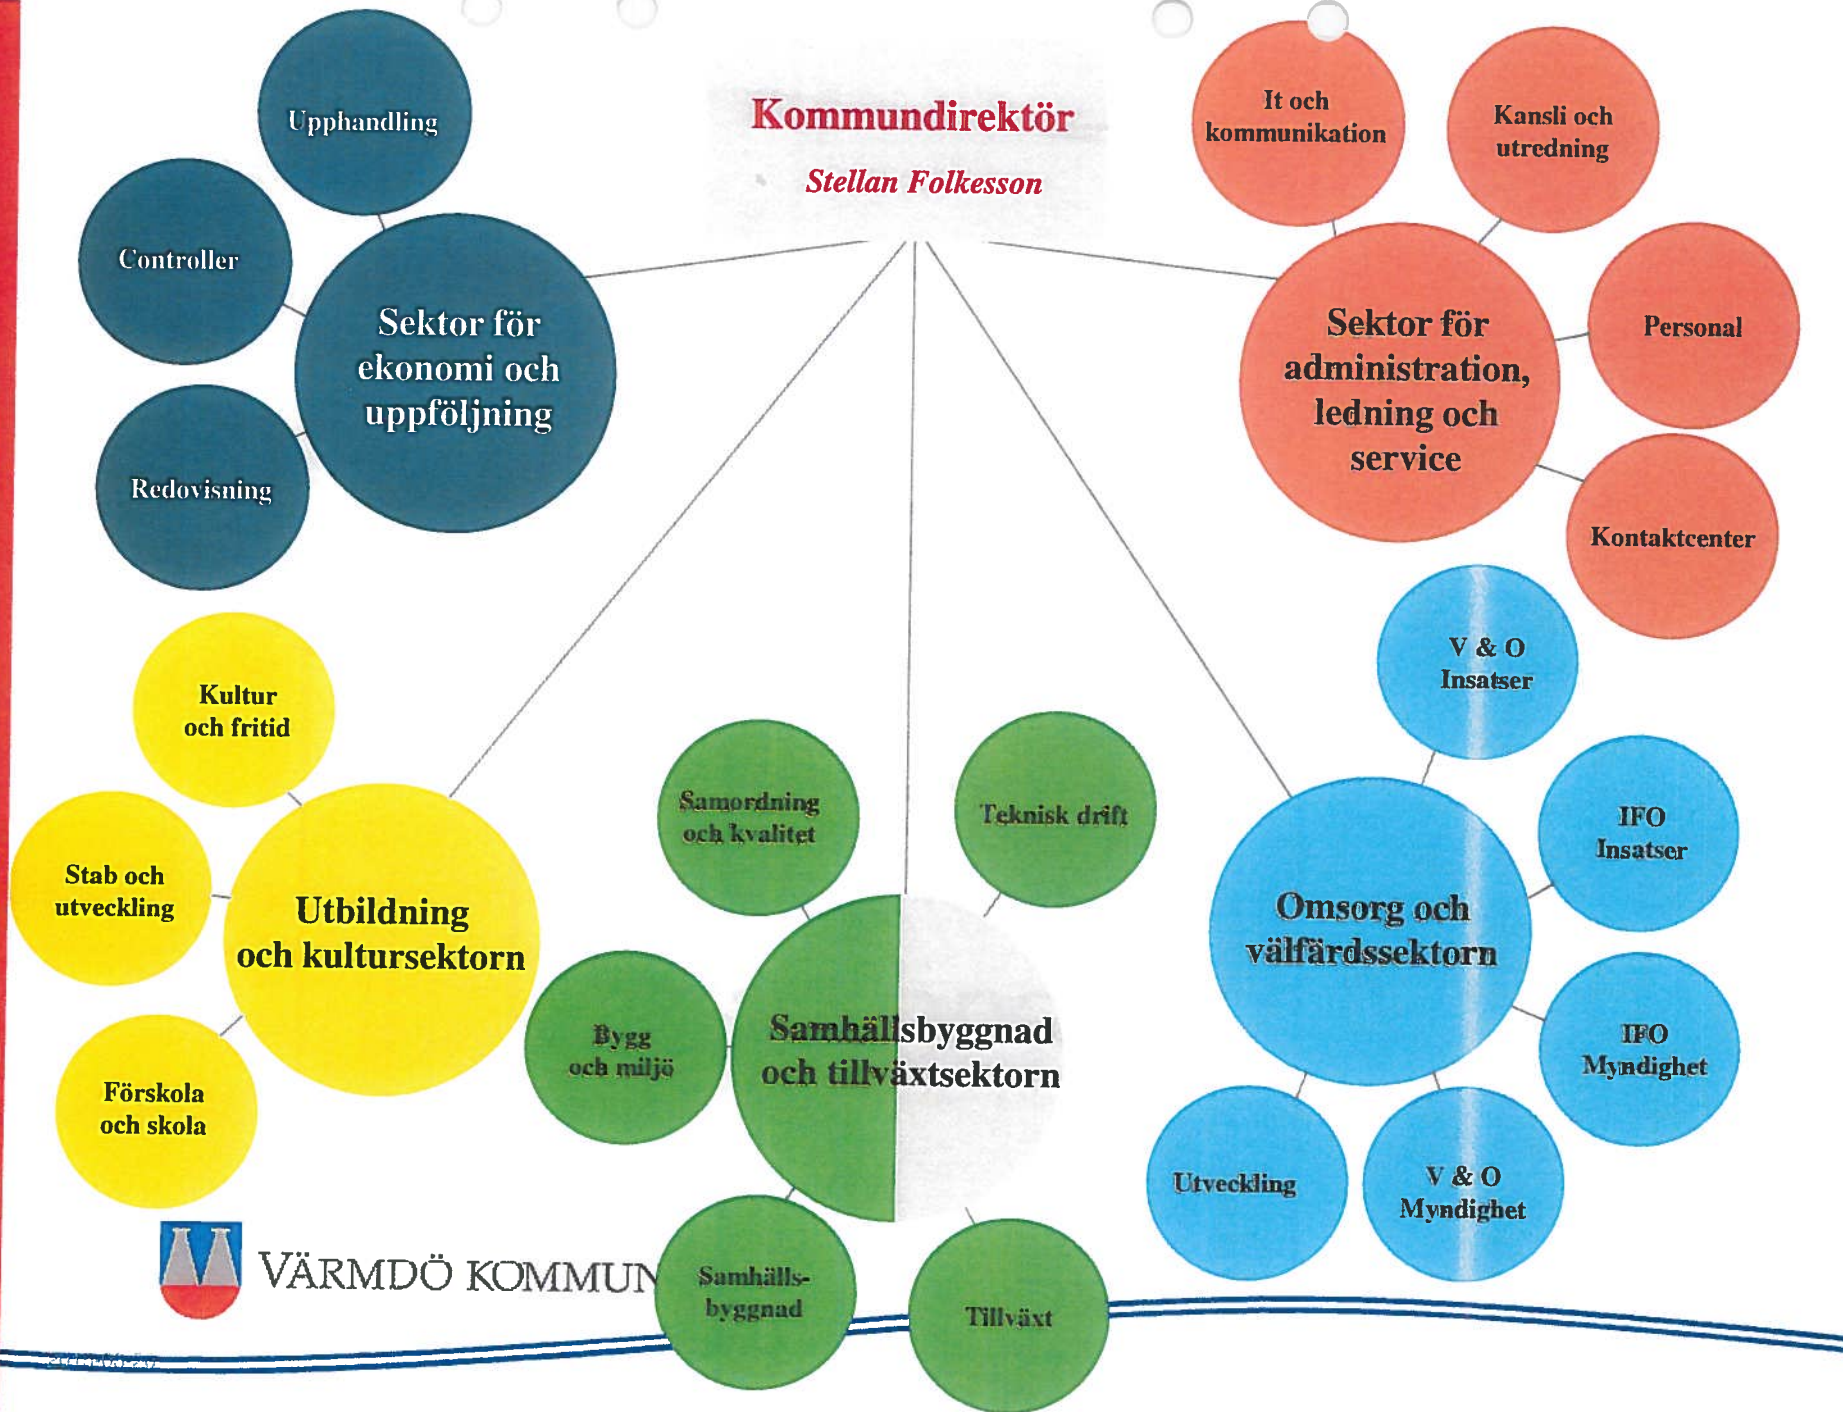 Kommundirektör
Stellan Folkesson
Upphandling
Controller
Redovisning
Sektor för
ekonomi och
uppföljning
It och
kommunikation
Kansli och
utredning
Personal
Kontaktcenter
Sektor för
administration,
ledning och
service
Kultur
och fritid
Stab och
utveckling
Förskola
och skola
Utbildning
och kultursektorn
Samordning
och kvalitet
Teknisk drift
Bygg
och miljö
Samhällsbyggnad
och tillväxtsektorn
Samhälls-
byggnad
Tillväxt
V & O
Insatser
IFO
Insatser
IFO
Myndighet
V & O
Myndighet
Utveckling
Omsorg och
välfärdssektorn
VÄRMDÖ KOMMUN